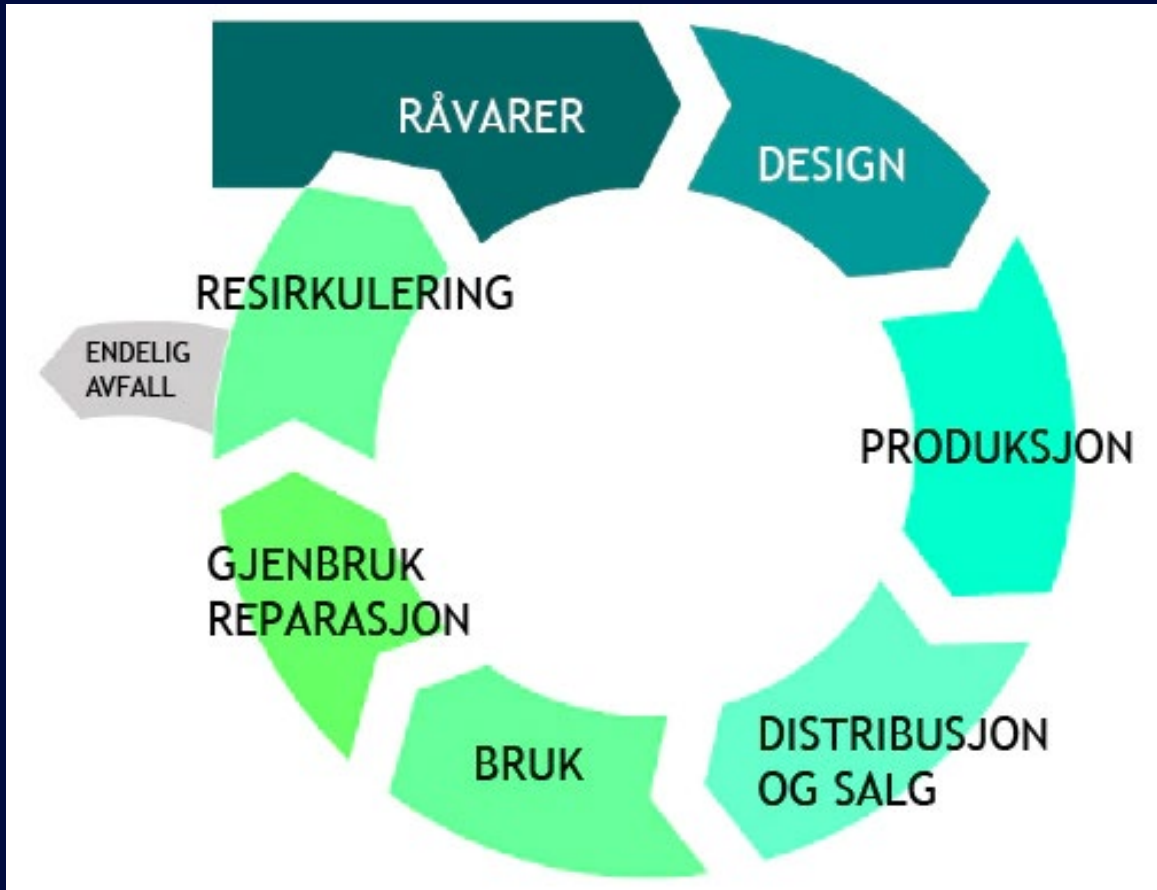 RÅVARER
DESIGN
PRODUKSJON
DISTRIBUSJON
OG SALG
BRUK
GJENBRUK
REPARASJON
RESIRKULERING
ENDELIG
AVFALL